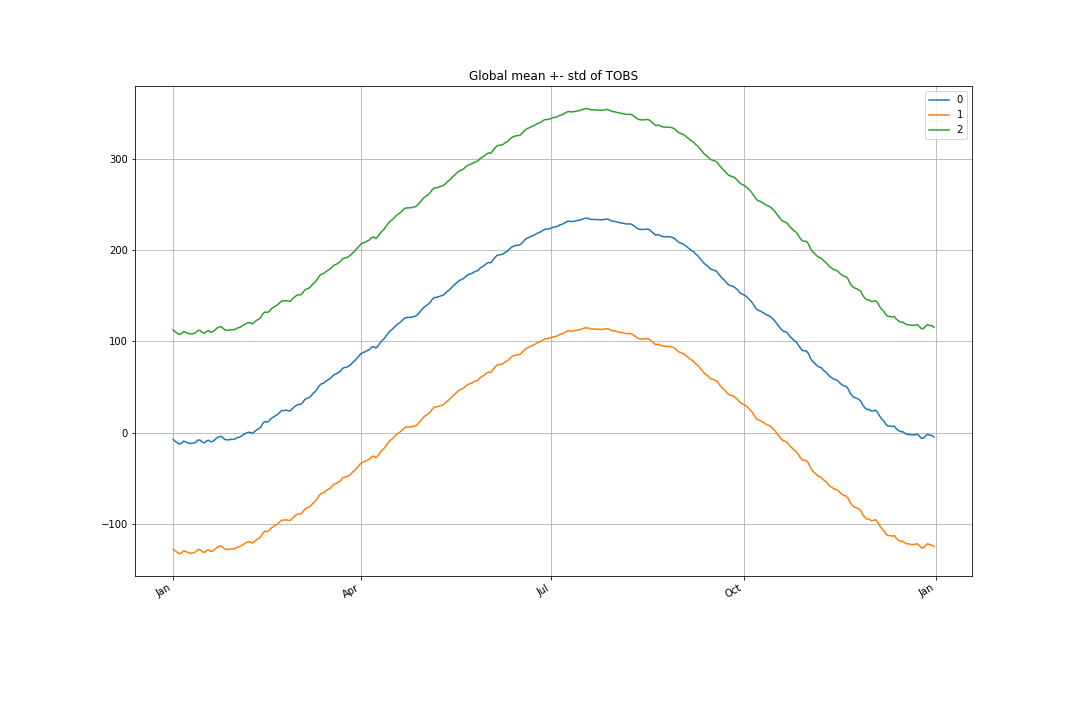 Global mean +- std of TOBS
0
1
2
300
200
100
0
−100
Jan
Apr
Jul
Oct
Jan